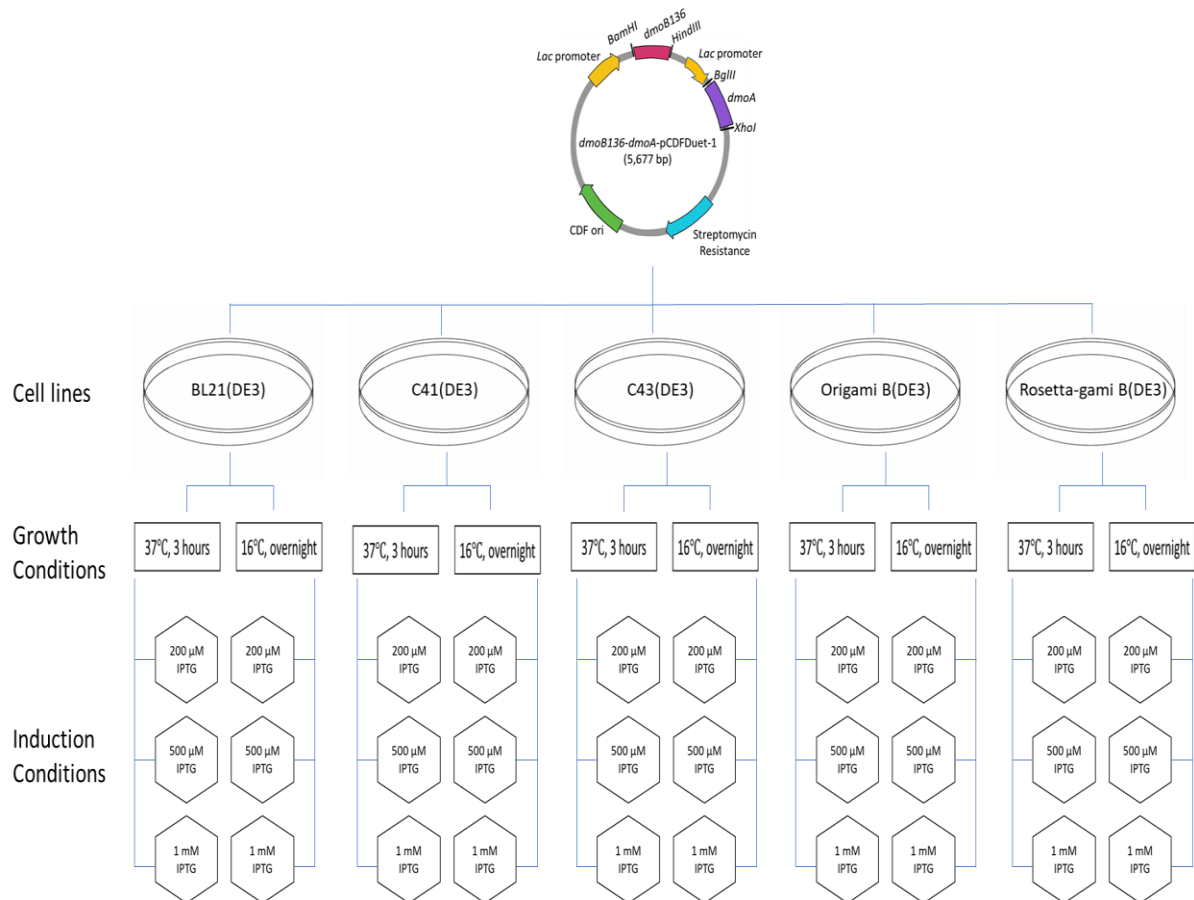 BamHI
dmoB136
HindIII
Lac promoter
Lac promoter
BglII
dmoA
XhoI
dmoB136-dmoA-pCDFDuet-1
(5,677 bp)
CDF ori
Streptomycin
Resistance
Cell lines
BL21(DE3)
C41(DE3)
C43(DE3)
Origami B(DE3)
Rosetta-gami B(DE3)
Growth
Conditions
37°C, 3 hours
16°C, overnight
37°C, 3 hours
16°C, overnight
37°C, 3 hours
16°C, overnight
37°C, 3 hours
16°C, overnight
37°C, 3 hours
16°C, overnight
200 µM
IPTG
200 µM
IPTG
200 µM
IPTG
200 µM
IPTG
200 µM
IPTG
200 µM
IPTG
200 µM
IPTG
200 µM
IPTG
200 µM
IPTG
200 µM
IPTG
Induction
Conditions
500 µM
IPTG
500 µM
IPTG
500 µM
IPTG
500 µM
IPTG
500 µM
IPTG
500 µM
IPTG
500 µM
IPTG
500 µM
IPTG
500 µM
IPTG
500 µM
IPTG
1 mM
IPTG
1 mM
IPTG
1 mM
IPTG
1 mM
IPTG
1 mM
IPTG
1 mM
IPTG
1 mM
IPTG
1 mM
IPTG
1 mM
IPTG
1 mM
IPTG